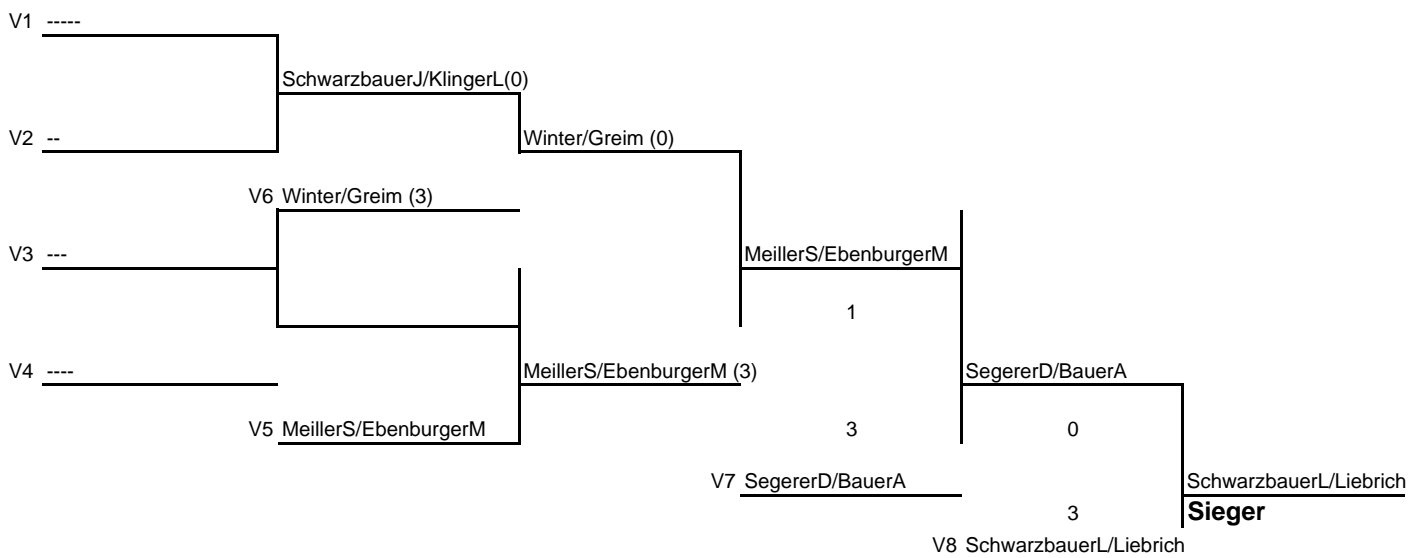 V1 -----
SchwarzbauerJ/KlingerL(0)
V2 --
Winter/Greim (0)
V6 Winter/Greim (3)
V3 ---
MeillerS/EbenburgerM
1
V4 ----
MeillerS/EbenburgerM (3)
SegererD/BauerA
V5 MeillerS/EbenburgerM
3
0
V7 SegererD/BauerA
SchwarzbauerL/Liebrich
3
Sieger
V8 SchwarzbauerL/Liebrich